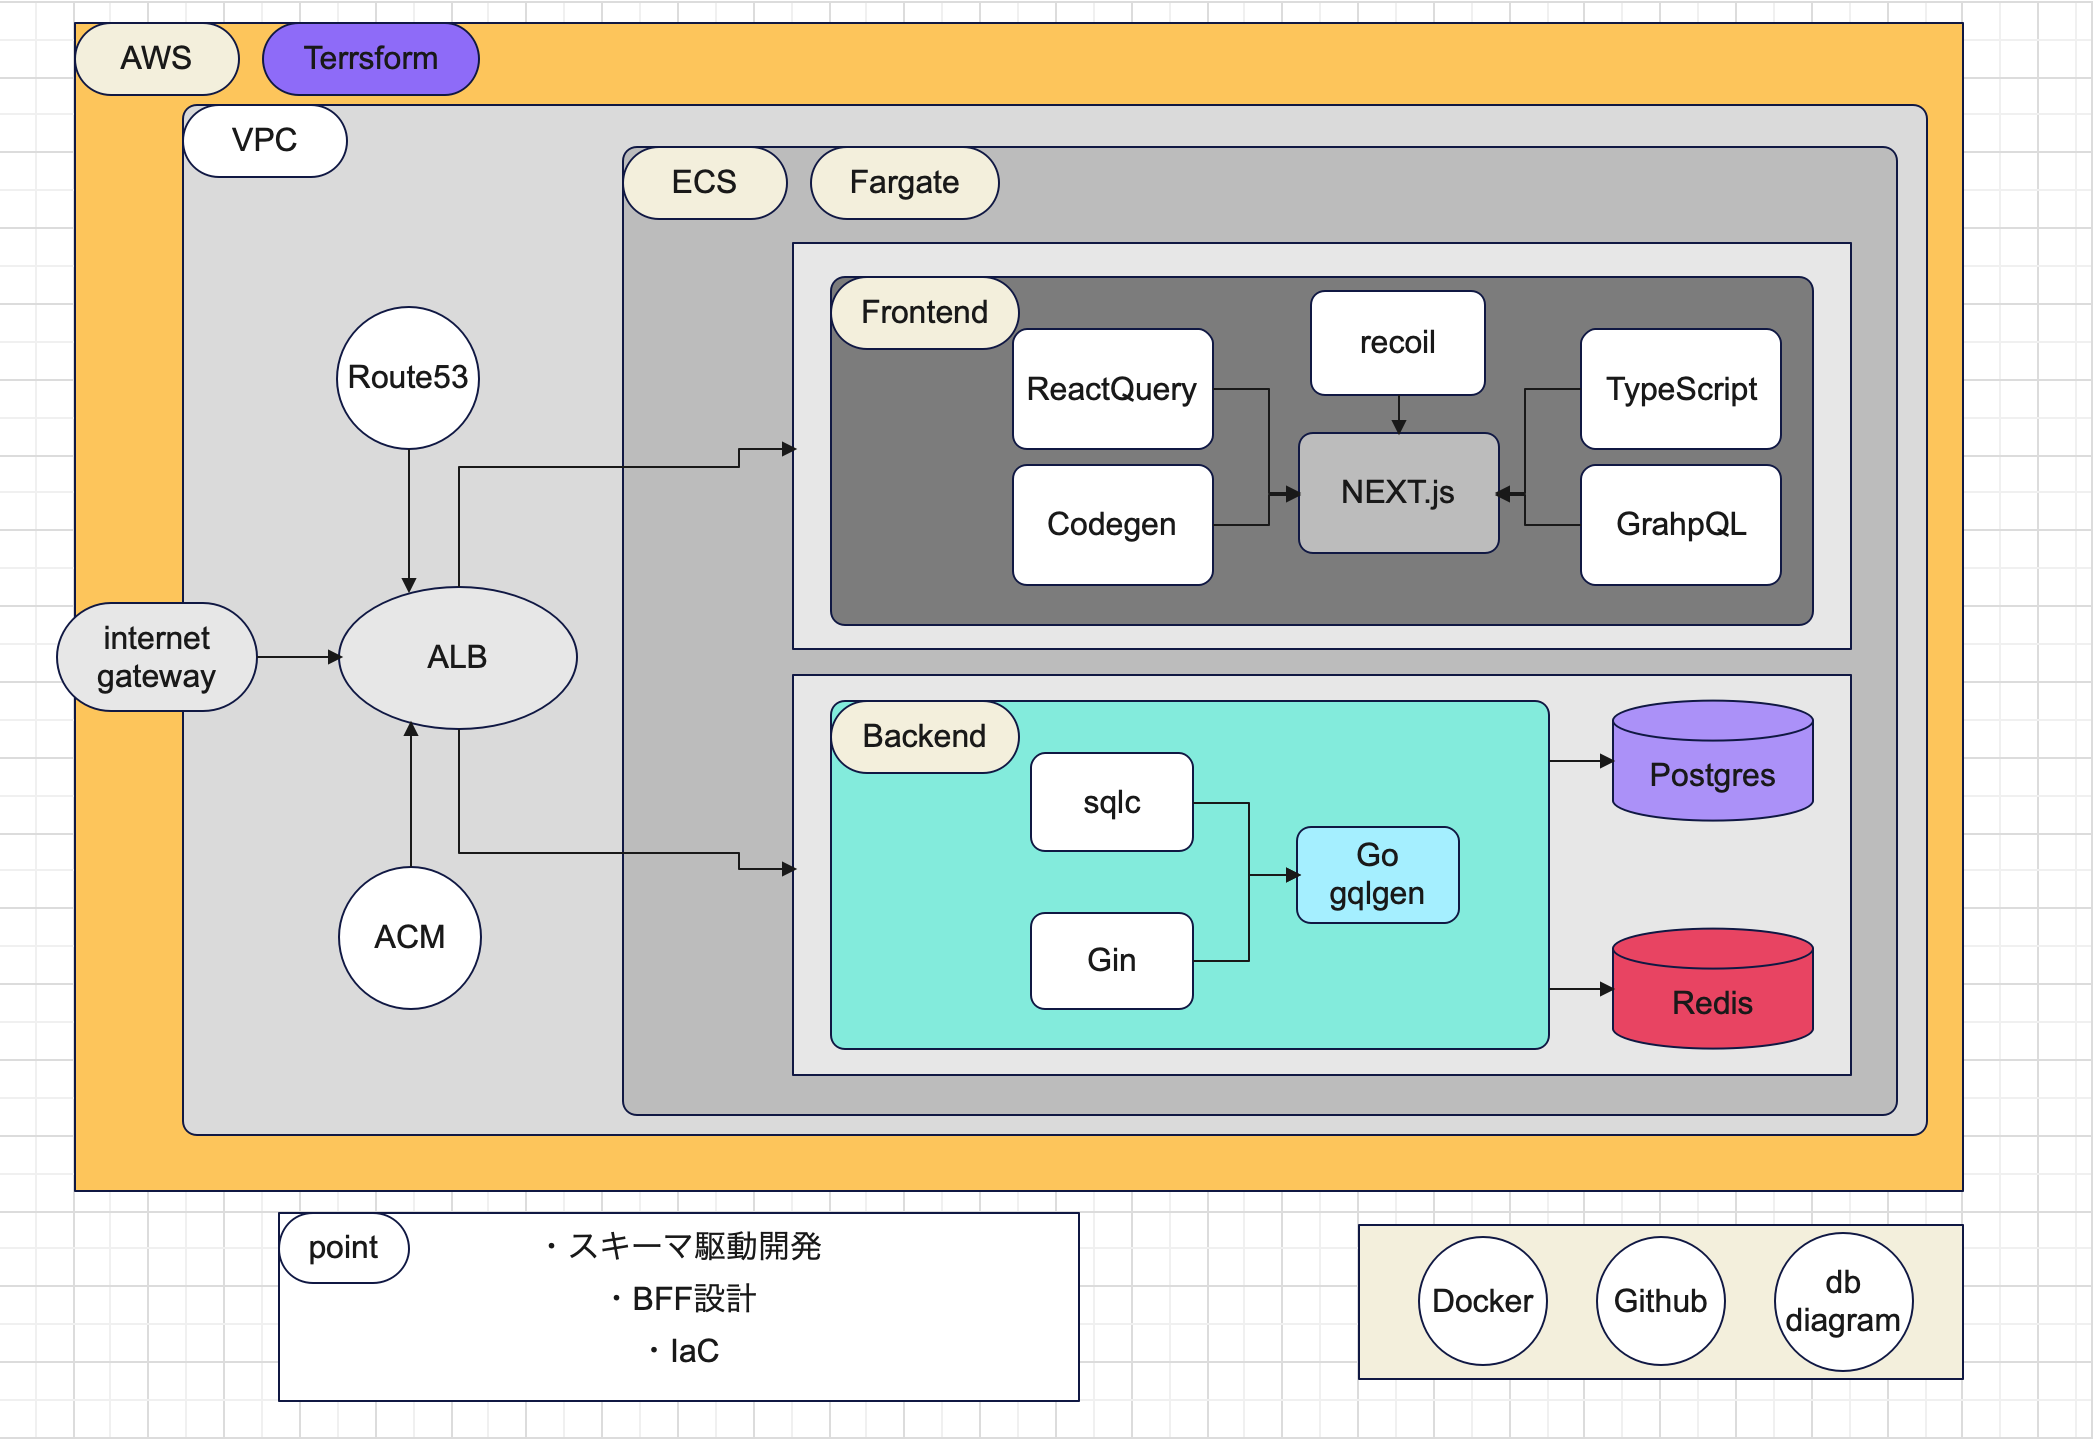 AWS
Terrsform
VPC
ECS
Fargate
Frontend
recoil
ReactQuery
TypeScript
Route53
NEXT.js
Codegen
GrahpQL
internet
gateway
ALB
Backend
Postgres
sqlc
Go
gqlgen
ACM
Gin
Redis
point
・スキーマ駆動開発
・BFF設計
・IaC
Docker
Github
db
diagram